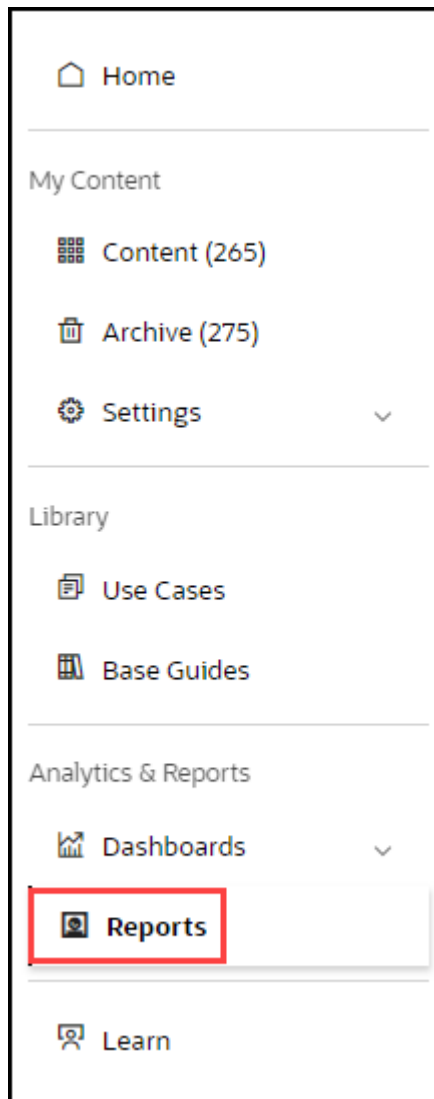 Home
My Content
Content (265)
Archive (275)
Settings
Library
Use Cases
Base Guides
Analytics & Reports
Dashboards
Reports
Learn